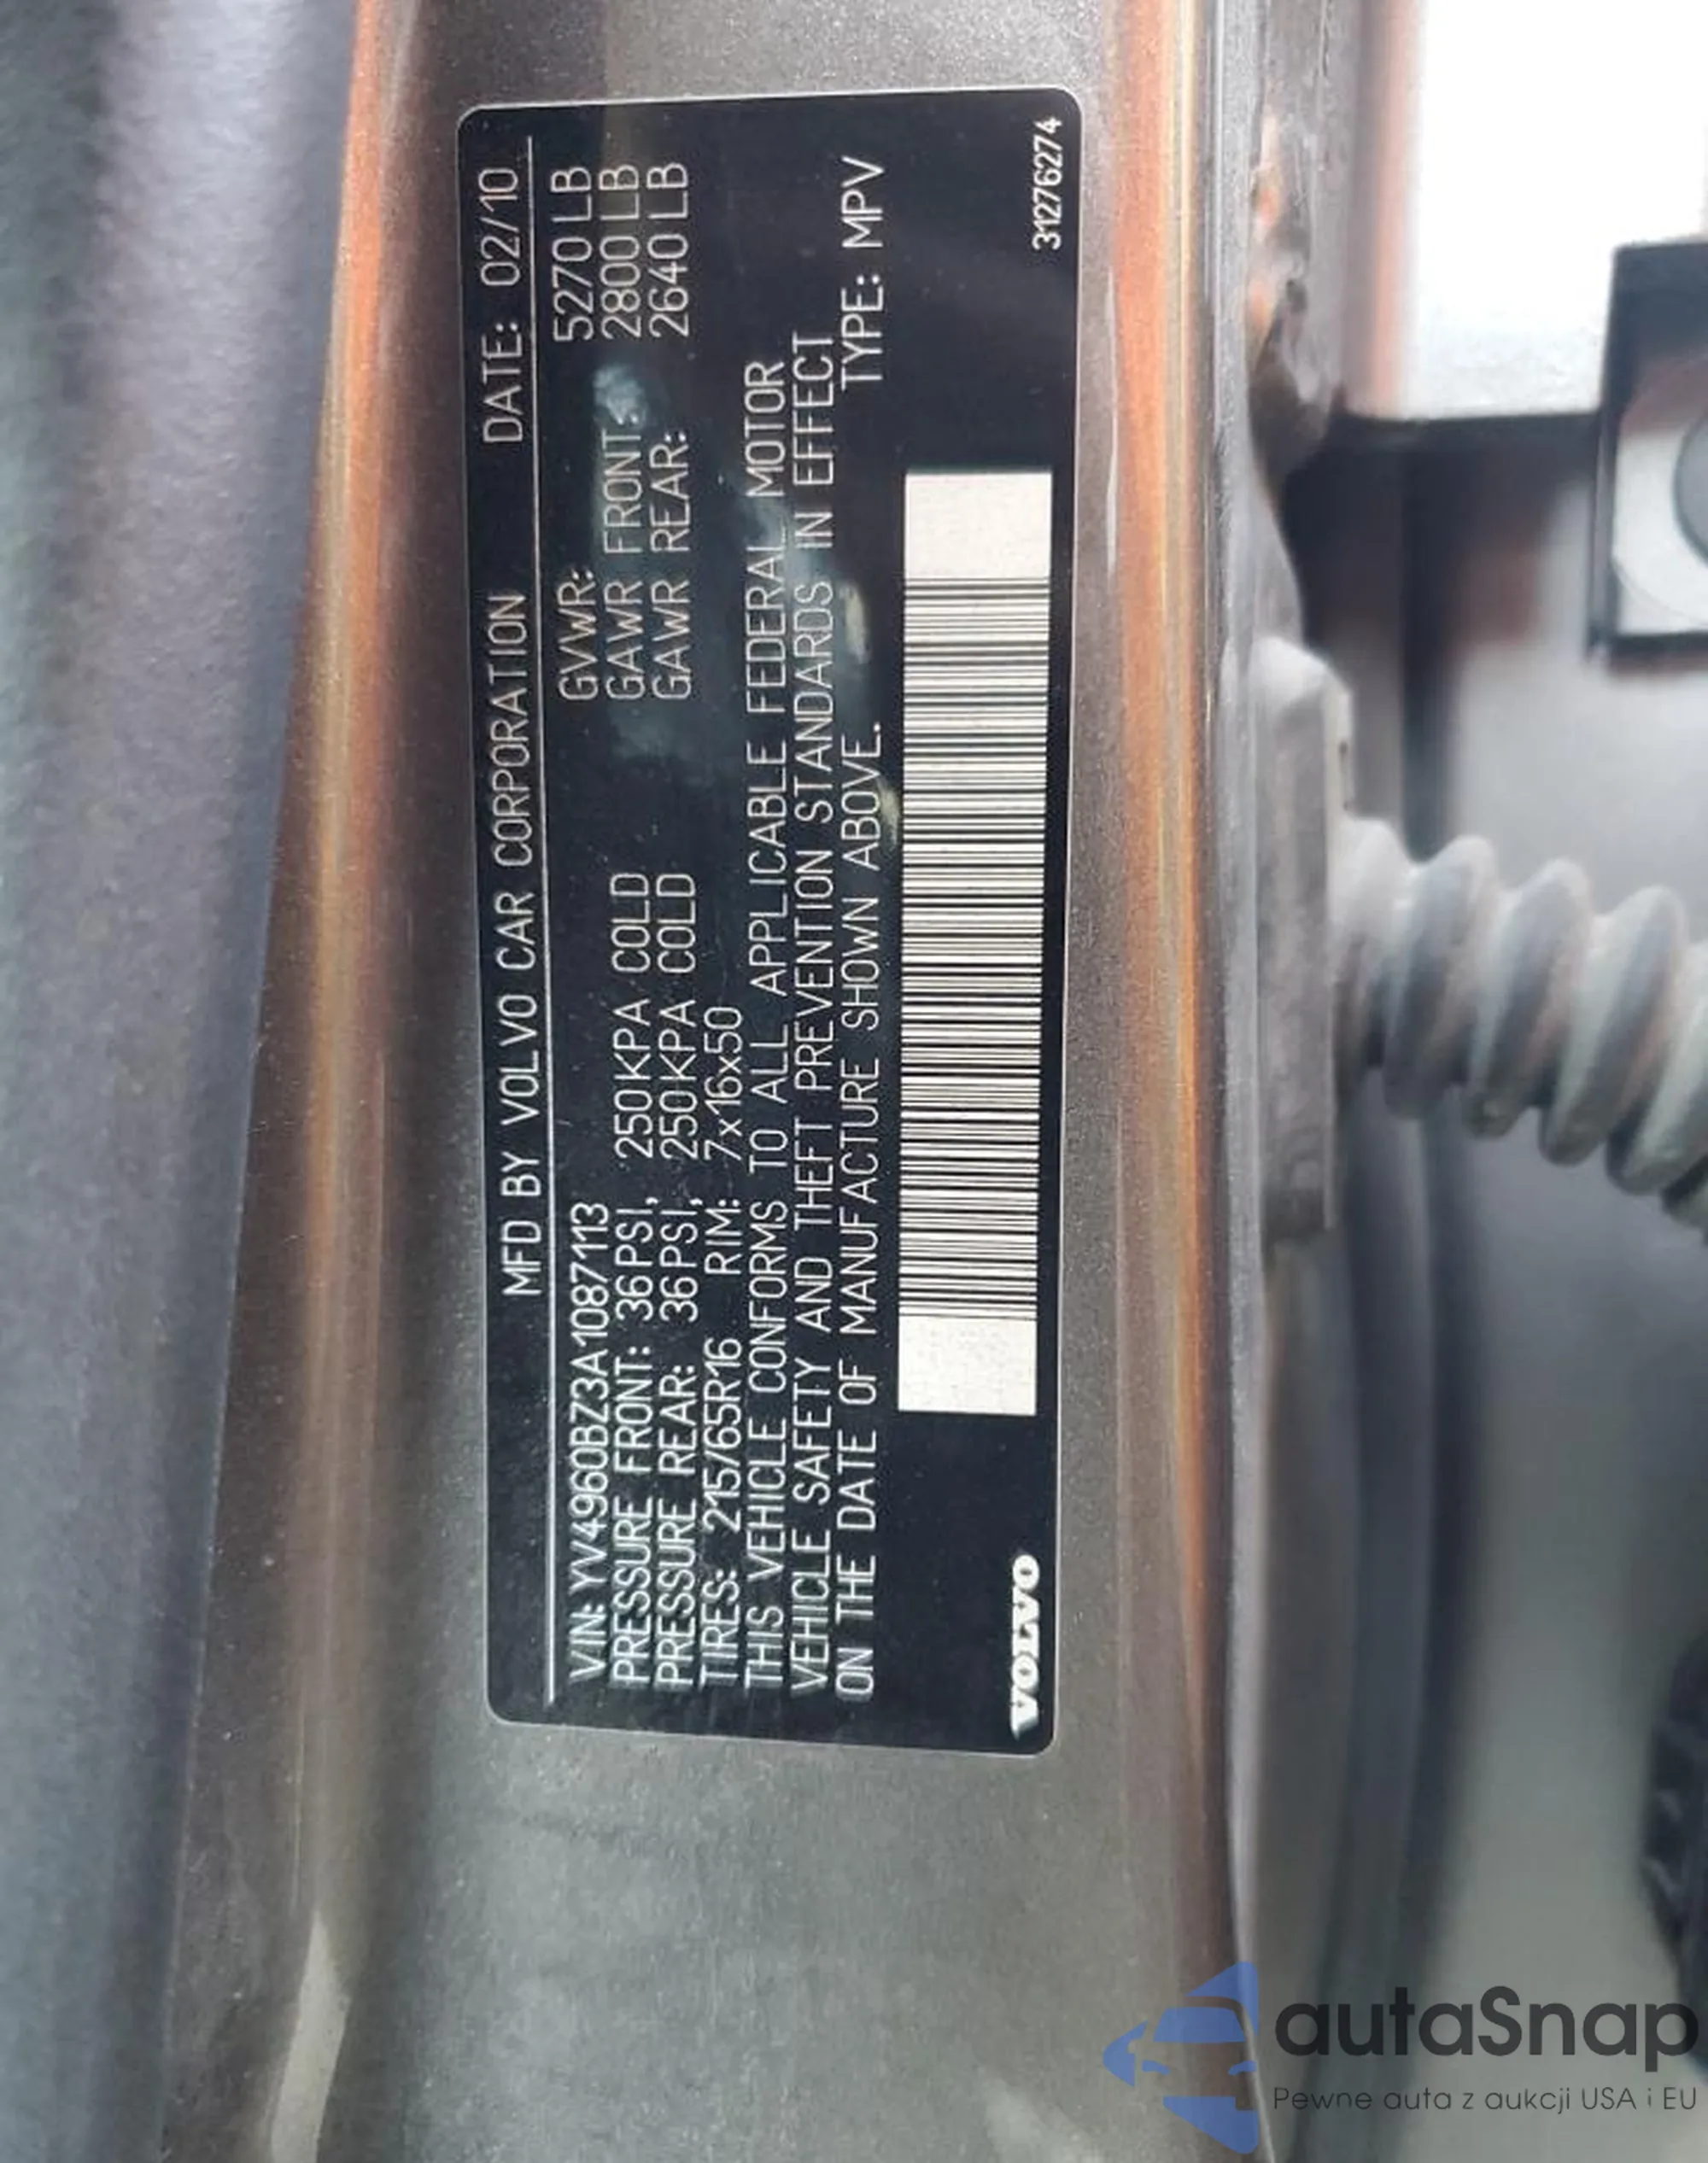 MFD BY VOLVO CAR CORPORATION DATE: 02/10
VIN: YV4960BZ3A1087113 GVWR: 5270 LB
PRESSURE FRONT: 36PSI, 250KPA COLD GAWR FRONT: 2800 LB
PRESSURE REAR: 36PSI, 250KPA COLD GAWR REAR: 2640 LB
TIRES: 215/65R16 RIM: 7x16x50
THIS VEHICLE CONFORMS TO ALL APPLICABLE FEDERAL MOTOR
VEHICLE SAFETY AND THEFT PREVENTION STANDARDS IN EFFECT
ON THE DATE OF MANUFACTURE SHOWN ABOVE. TYPE: MPV
VOLVO 31276274
autaSnap
Pewne auta z aukcji USA i EU